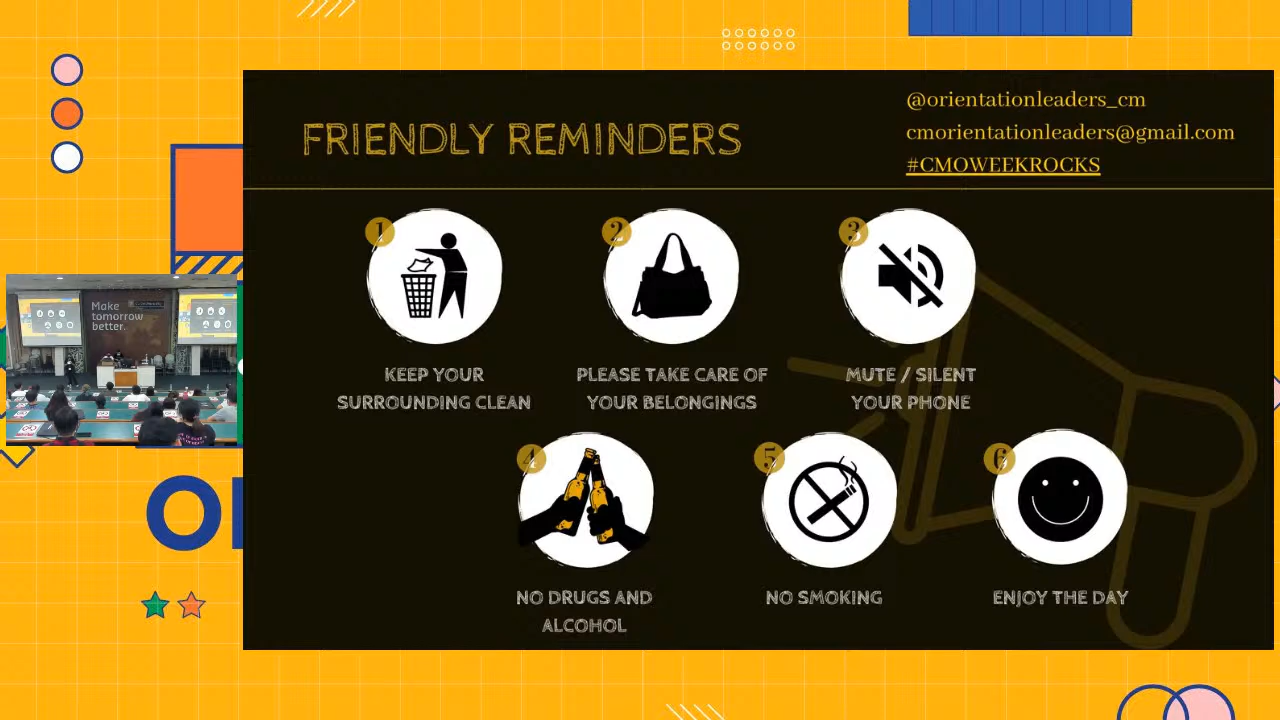 @orientationleaders_cm
FRIENDLY REMINDERS
cmorientationleaders@gmail.com
#CMOWEEKROCKS
1
2
3
Make
tomorrow
better.
KEEP YOUR
SURROUNDING CLEAN
PLEASE TAKE CARE OF
YOUR BELONGINGS
MUTE / SILENT
YOUR PHONE
4
5
6
O
NO DRUGS AND
ALCOHOL
NO SMOKING
ENJOY THE DAY